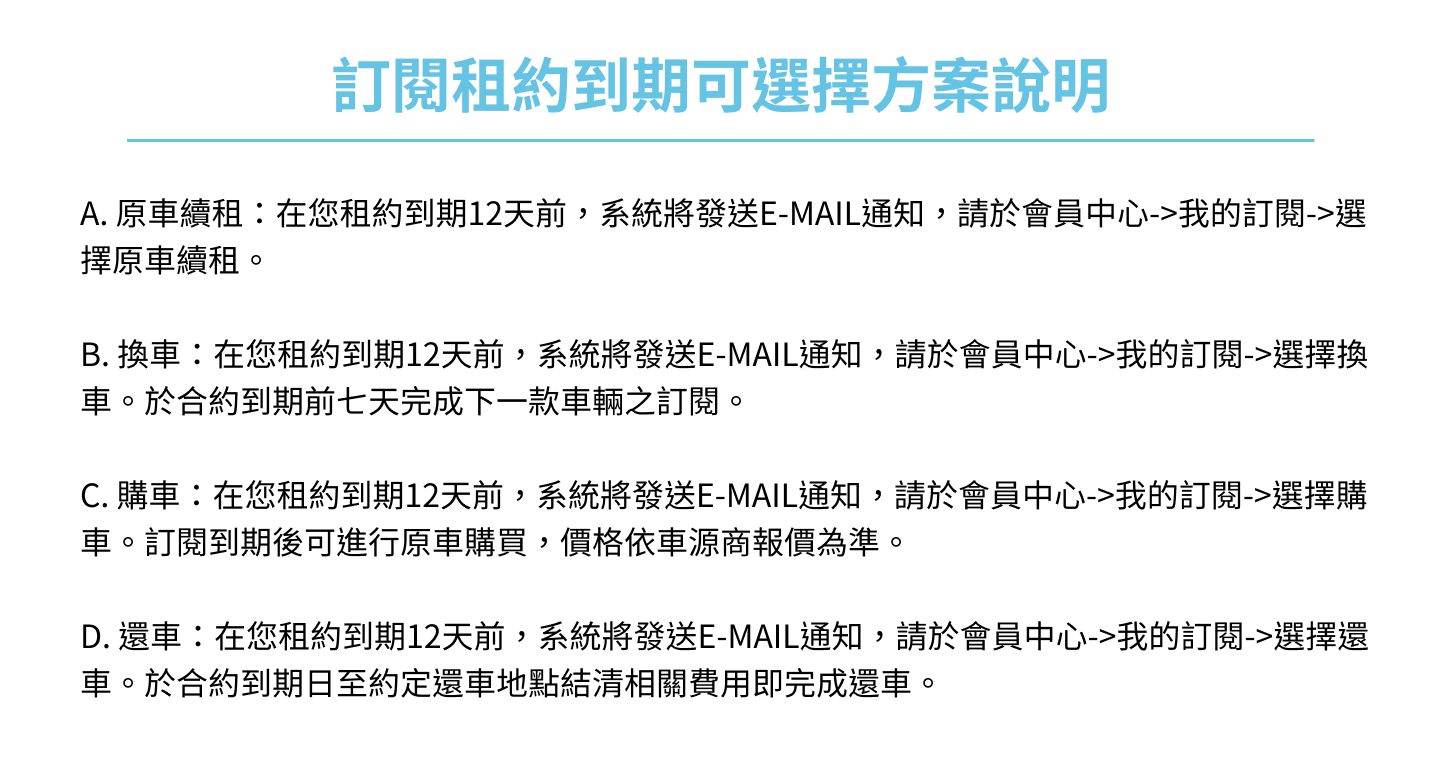 訂閱租約到期可選擇方案說明
A. 原車續租：在您租約到期12天前，系統將發送E-MAIL通知，請於會員中心->我的訂閱->選
擇原車續租。
B. 換車：在您租約到期12天前，系統將發送E-MAIL通知，請於會員中心->我的訂閱->選擇換
車。於合約到期前七天完成下一款車輛之訂閱。
C. 購車：在您租約到期12天前，系統將發送E-MAIL通知，請於會員中心->我的訂閱->選擇購
車。訂閱到期後可進行原車購買，價格依車源商報價為準。
D. 還車：在您租約到期12天前，系統將發送E-MAIL通知，請於會員中心->我的訂閱->選擇還
車。於合約到期日至約定還車地點結清相關費用即完成還車。